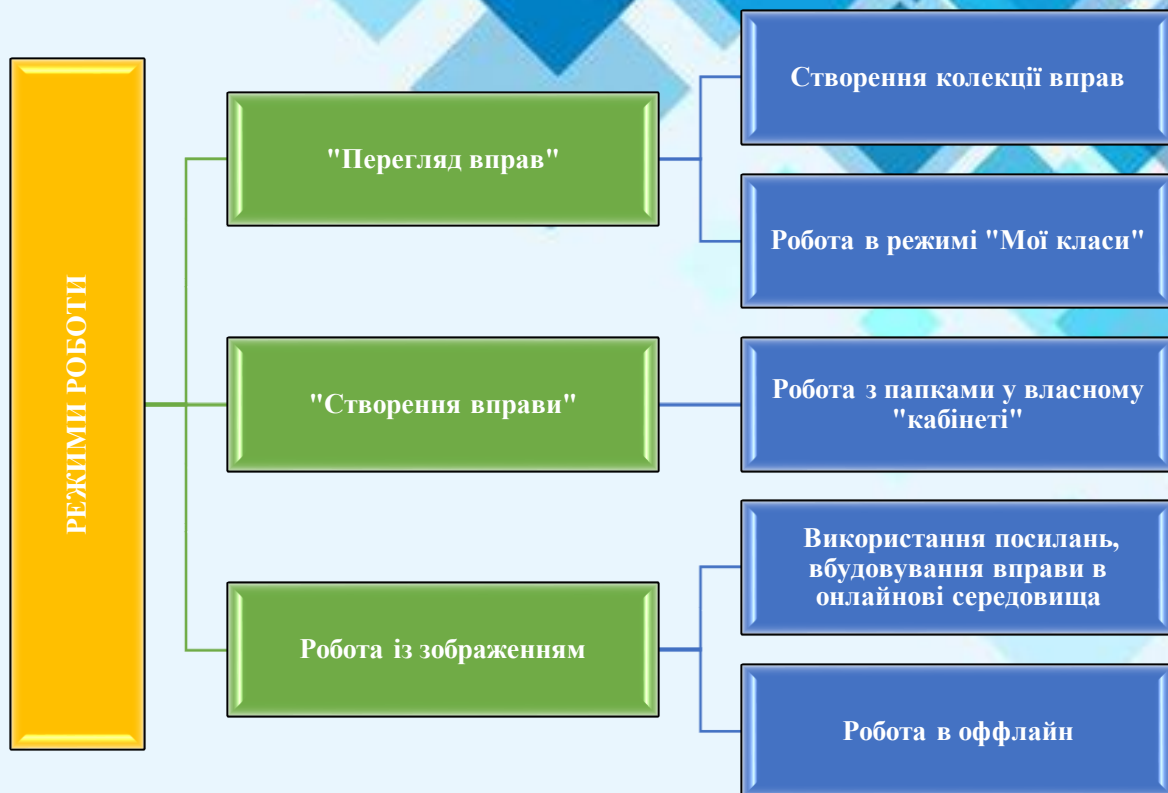 РЕЖИМИ РОБОТИ
"Перегляд вправ"
Створення колекції вправ
Робота в режимі "Мої класи"
"Створення вправи"
Робота з папками у власному
"кабінеті"
Робота із зображенням
Використання посилань,
вбудовування вправи в
онлайнові середовища
Робота в оффлайн